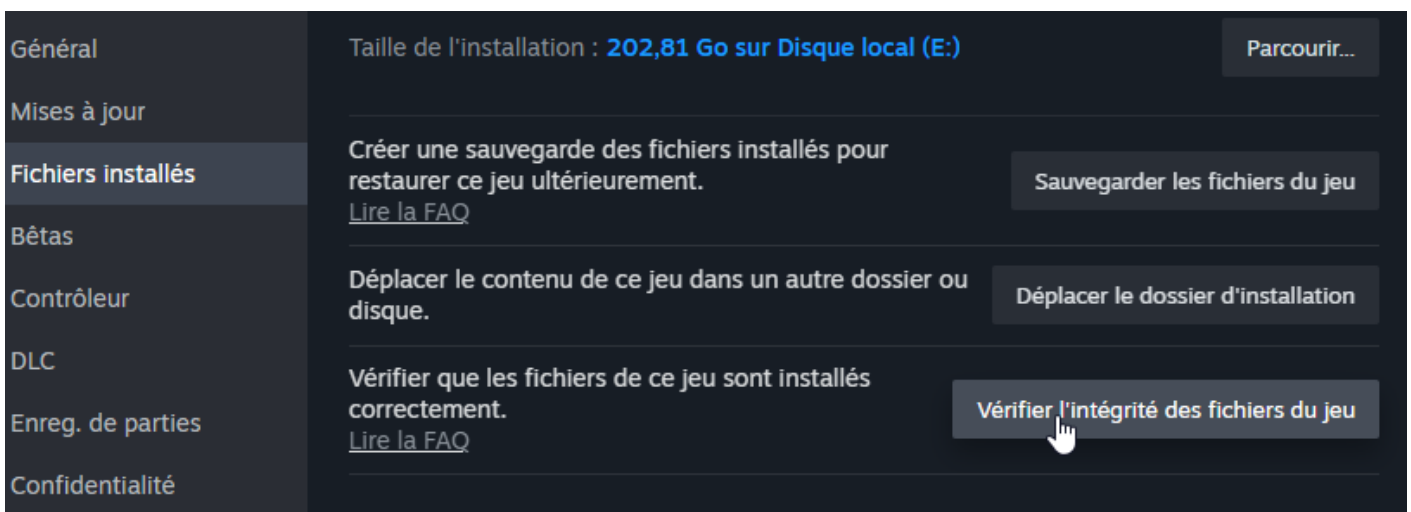 Général
Mises à jour
Fichiers installés
Bêtas
Contrôleur
DLC
Enreg. de parties
Confidentialité
Taille de l'installation : 202,81 Go sur Disque local (E:)
Parcourir...
Créer une sauvegarde des fichiers installés pour
restaurer ce jeu ultérieurement.
Lire la FAQ
Sauvegarder les fichiers du jeu
Déplacer le contenu de ce jeu dans un autre dossier ou
disque.
Déplacer le dossier d'installation
Vérifier que les fichiers de ce jeu sont installés
correctement.
Lire la FAQ
Vérifier l'intégrité des fichiers du jeu